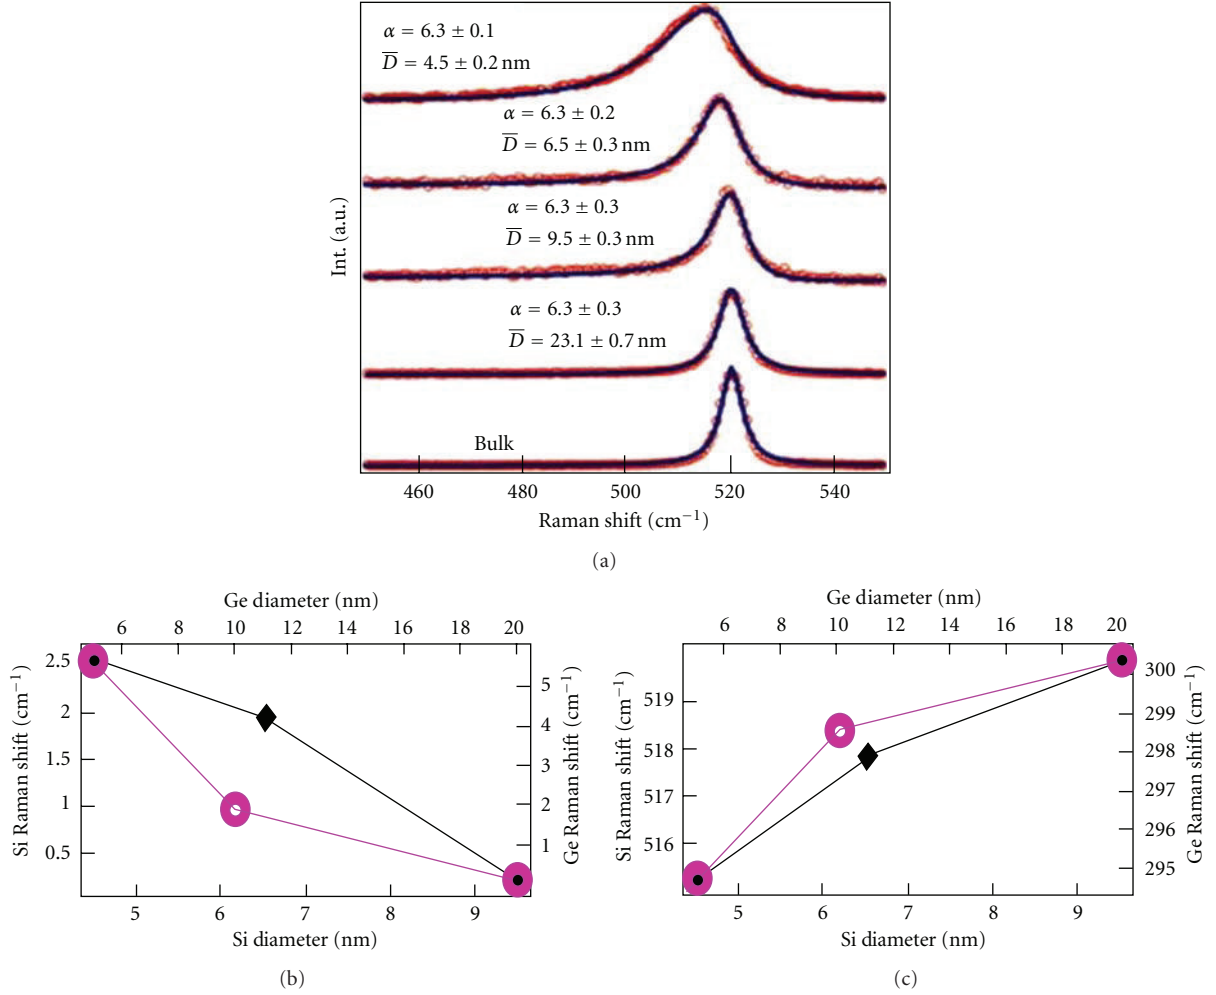 α = 6.3 ± 0.1
D̅ = 4.5 ± 0.2 nm
α = 6.3 ± 0.2
D̅ = 6.5 ± 0.3 nm
α = 6.3 ± 0.3
D̅ = 9.5 ± 0.3 nm
α = 6.3 ± 0.3
D̅ = 23.1 ± 0.7 nm
Bulk
Int. (a.u.)
460 480 500 520 540
Raman shift (cm⁻¹)
(a)
Ge diameter (nm)
6 8 10 12 14 16 18 20
Si Raman shift (cm⁻¹)
2.5
2
1.5
1
0.5
5
4
3
2
1
Ge Raman shift (cm⁻¹)
5 6 7 8 9
Si diameter (nm)
(b)
Ge diameter (nm)
6 8 10 12 14 16 18 20
Si Raman shift (cm⁻¹)
519
518
517
516
300
299
298
297
296
295
Ge Raman shift (cm⁻¹)
5 6 7 8 9
Si diameter (nm)
(c)